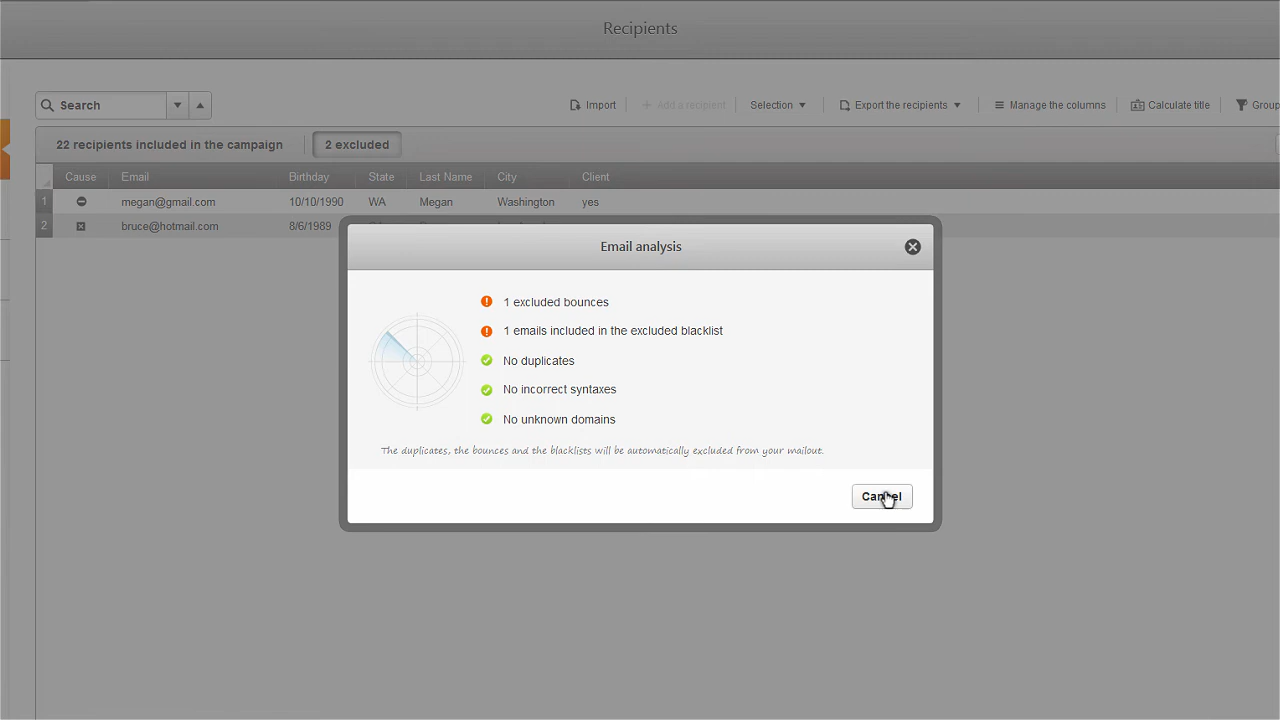 Recipients
Search
Import
Add a recipient
Selection
Export the recipients
Manage the columns
Calculate title
Group
22 recipients included in the campaign
2 excluded
Cause Email Birthday State Last Name City Client
1 megan@gmail.com 10/10/1990 WA Megan Washington yes
2 bruce@hotmail.com 8/6/1989
Email analysis
1 excluded bounces
1 emails included in the excluded blacklist
No duplicates
No incorrect syntaxes
No unknown domains
The duplicates, the bounces and the blacklists will be automatically excluded from your mailout.
Cancel